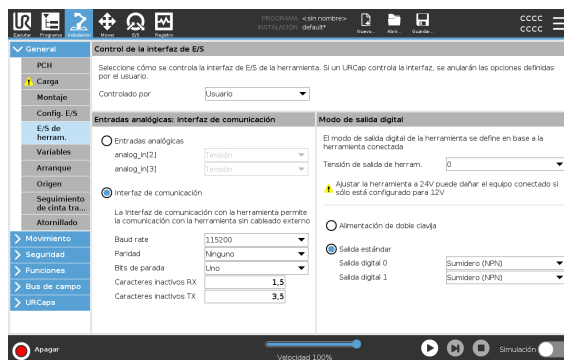 PROGRAMA <sin nombre>
INSTALACIÓN default*
Ejecutar Programa Instalación Mover E/S Registro Nuevo... Abrir... Guardar...
CCCC
CCCC
General
PCH
Carga
Montaje
Config. E/S
E/S de
herram.
Variables
Arranque
Origen
Seguimiento
de cinta tra...
Atornillado
Movimiento
Seguridad
Funciones
Bus de campo
URCaps
Control de la interfaz de E/S
Seleccione cómo se controla la interfaz de E/S de la herramienta. Si un URCap controla la interfaz, se anularán las opciones definidas
por el usuario.
Controlado por Usuario
Entradas analógicas: interfaz de comunicación
Entradas analógicas
analog_in[2] Tensión
analog_in[3] Tensión
Interfaz de comunicación
La interfaz de comunicación con la herramienta permite
la comunicación con la herramienta sin cableado externo
Baud rate 115200
Paridad Ninguno
Bits de parada Uno
Caracteres inactivos RX 1,5
Caracteres inactivos TX 3,5
Modo de salida digital
El modo de salida digital de la herramienta se define en base a la
herramienta conectada
Tensión de salida de herram. 0
Ajustar la herramienta a 24V puede dañar el equipo conectado si
sólo está configurado para 12V
Alimentación de doble clavija
Salida estándar
Salida digital 0 Sumidero (NPN)
Salida digital 1 Sumidero (NPN)
Apagar
Velocidad 100%
Simulación